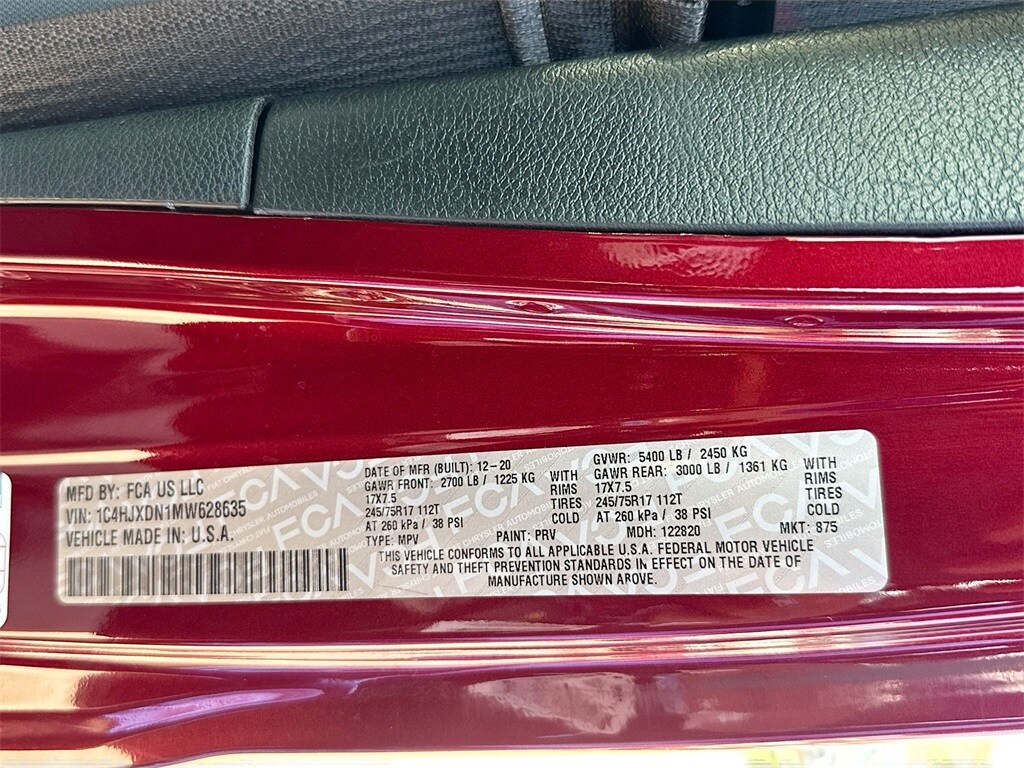 MFD BY: FCA US LLC
VIN: 1C4HJXDN1MW628635
VEHICLE MADE IN: U.S.A.
DATE OF MFR (BUILT): 12-20
GAWR FRONT: 2700 LB / 1225 KG WITH
17X7.5 RIMS
245/75R17 112T TIRES
AT 260 kPa / 38 PSI COLD
GVWR: 5400 LB / 2450 KG
GAWR REAR: 3000 LB / 1361 KG WITH
17X7.5 RIMS
245/75R17 112T TIRES
AT 260 kPa / 38 PSI COLD
TYPE: MPV PAINT: PRV MDH: 122820 MKT: 875
THIS VEHICLE CONFORMS TO ALL APPLICABLE U.S.A. FEDERAL MOTOR VEHICLE
SAFETY AND THEFT PREVENTION STANDARDS IN EFFECT ON THE DATE OF
MANUFACTURE SHOWN ABOVE.